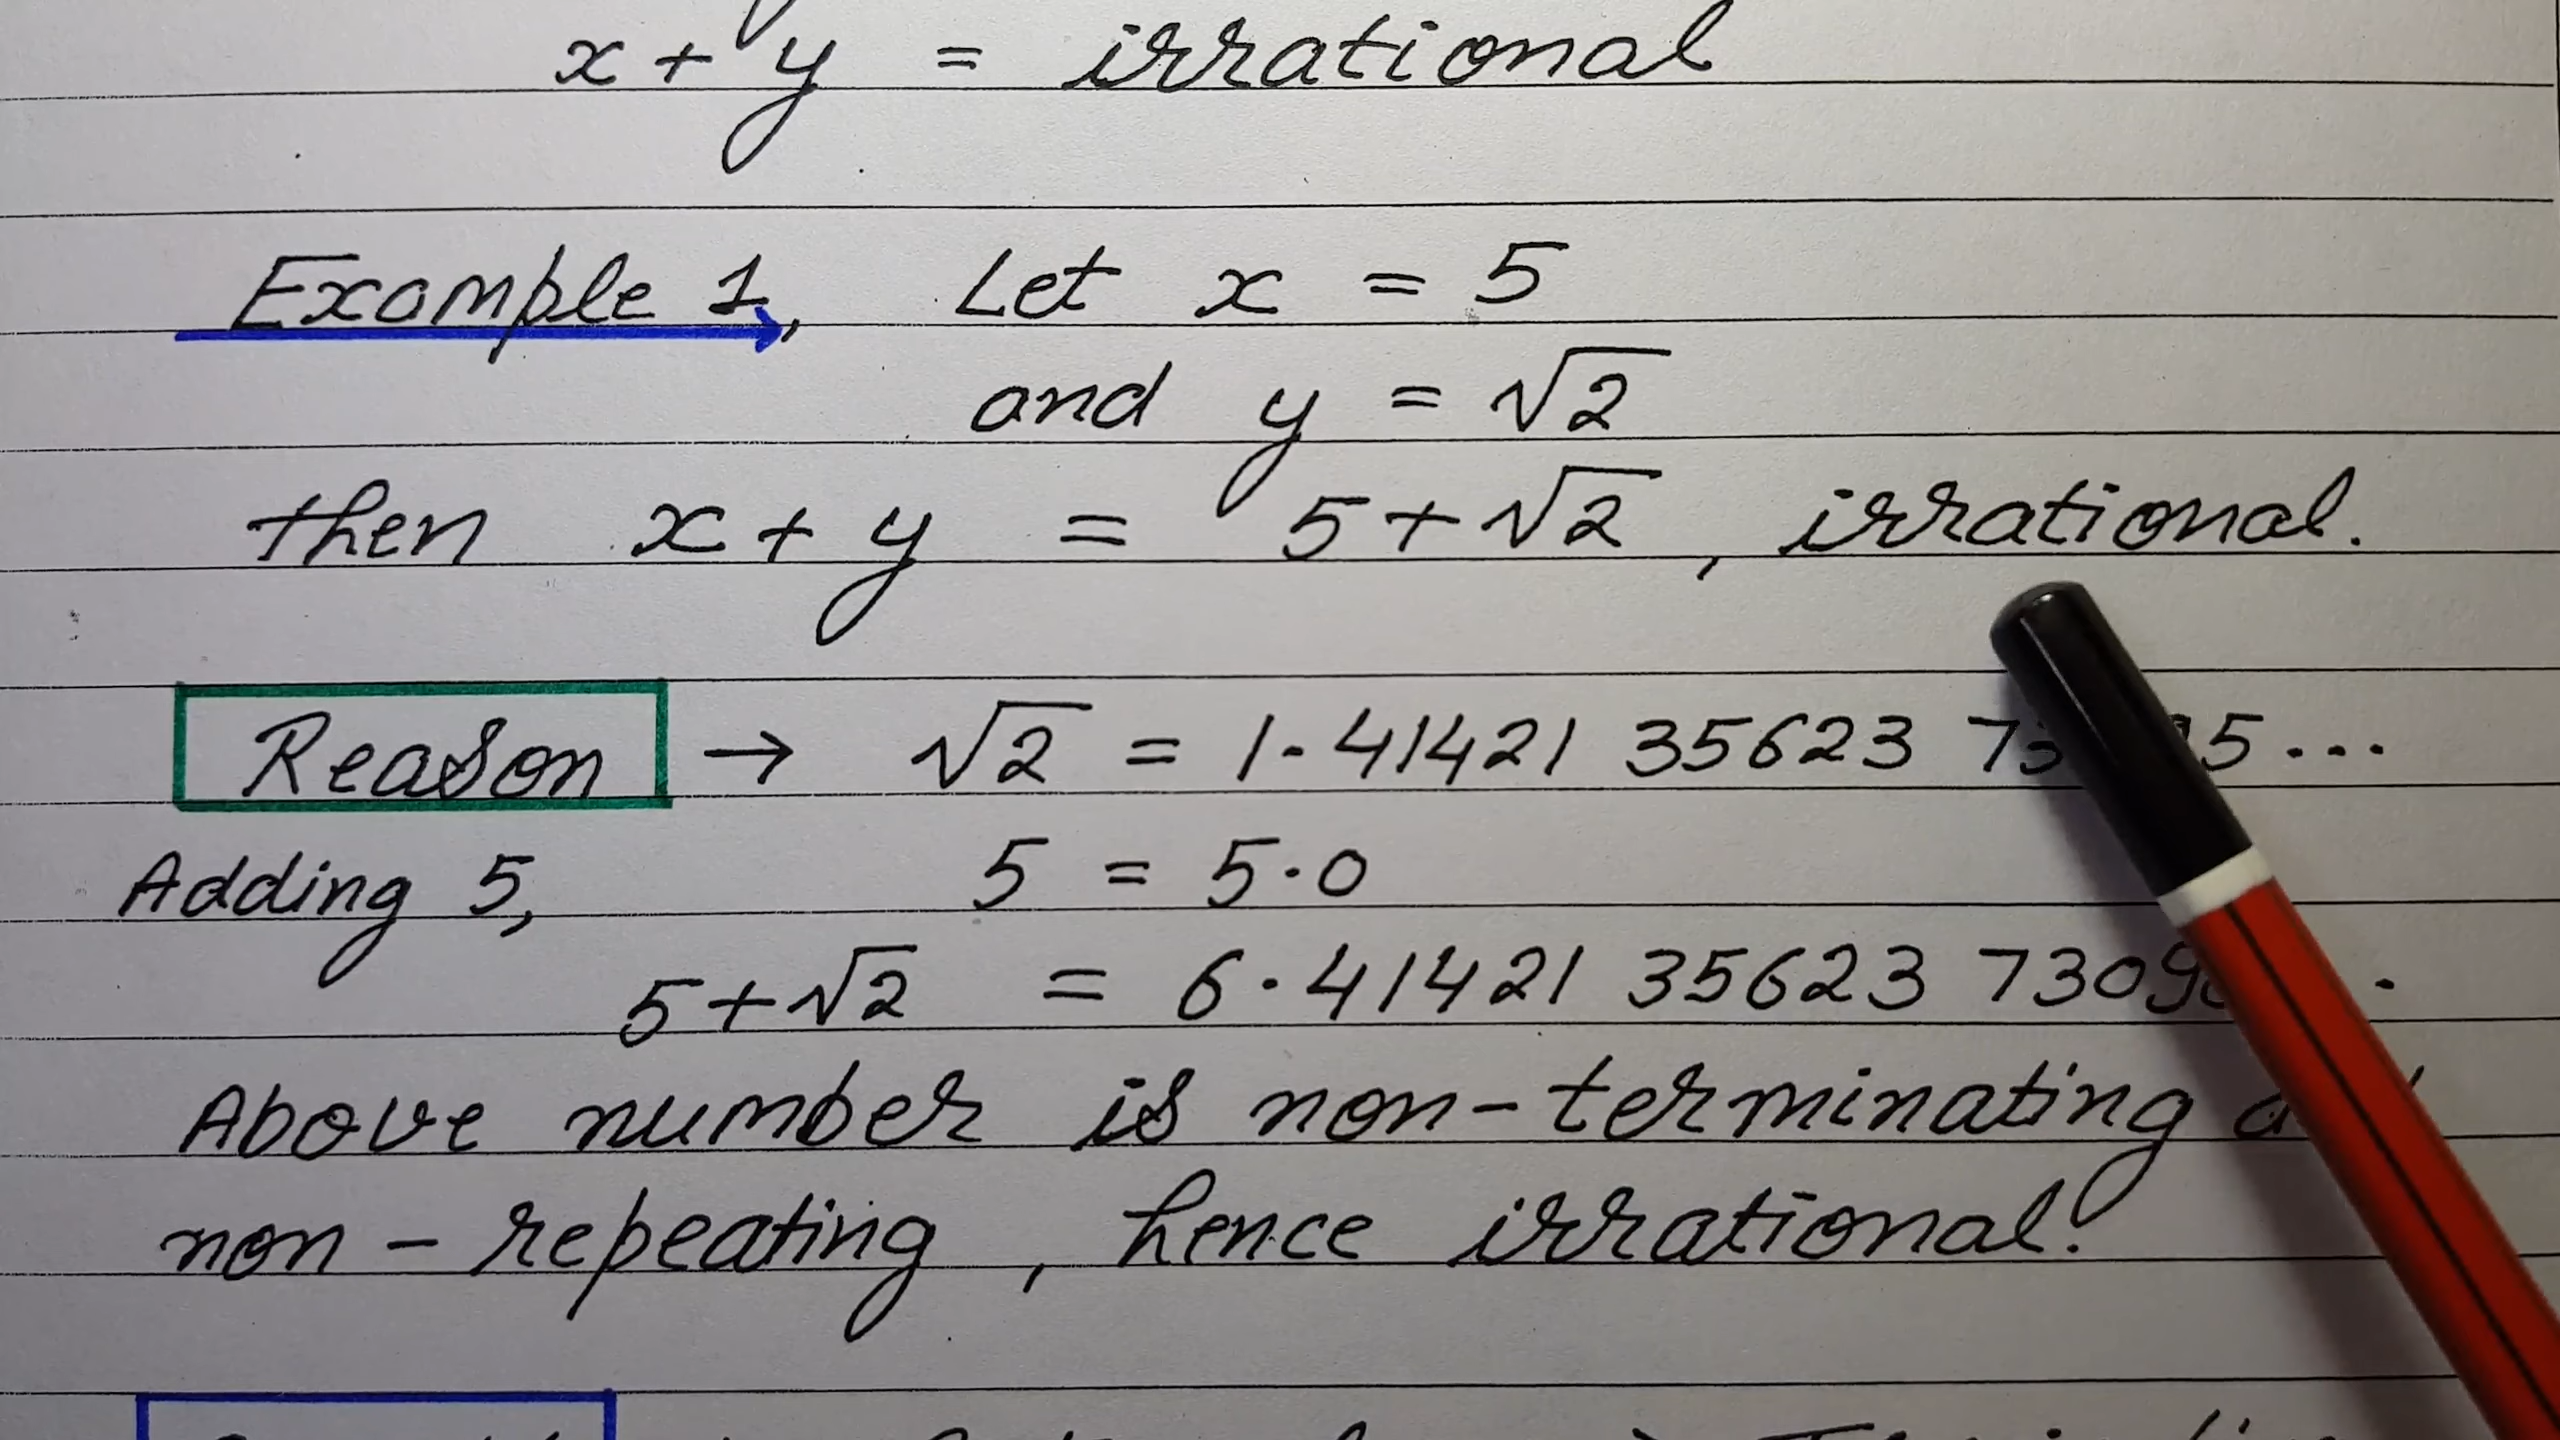 x + y = irrational
Example 1, Let x = 5
and y = √2
then x + y = 5 + √2 , irrational.
Reason → √2 = 1.41421 35623 73 5...
Adding 5, 5 = 5.0
5 + √2 = 6.41421 35623 7309 .
Above number is non-terminating
non-repeating, hence irrational.